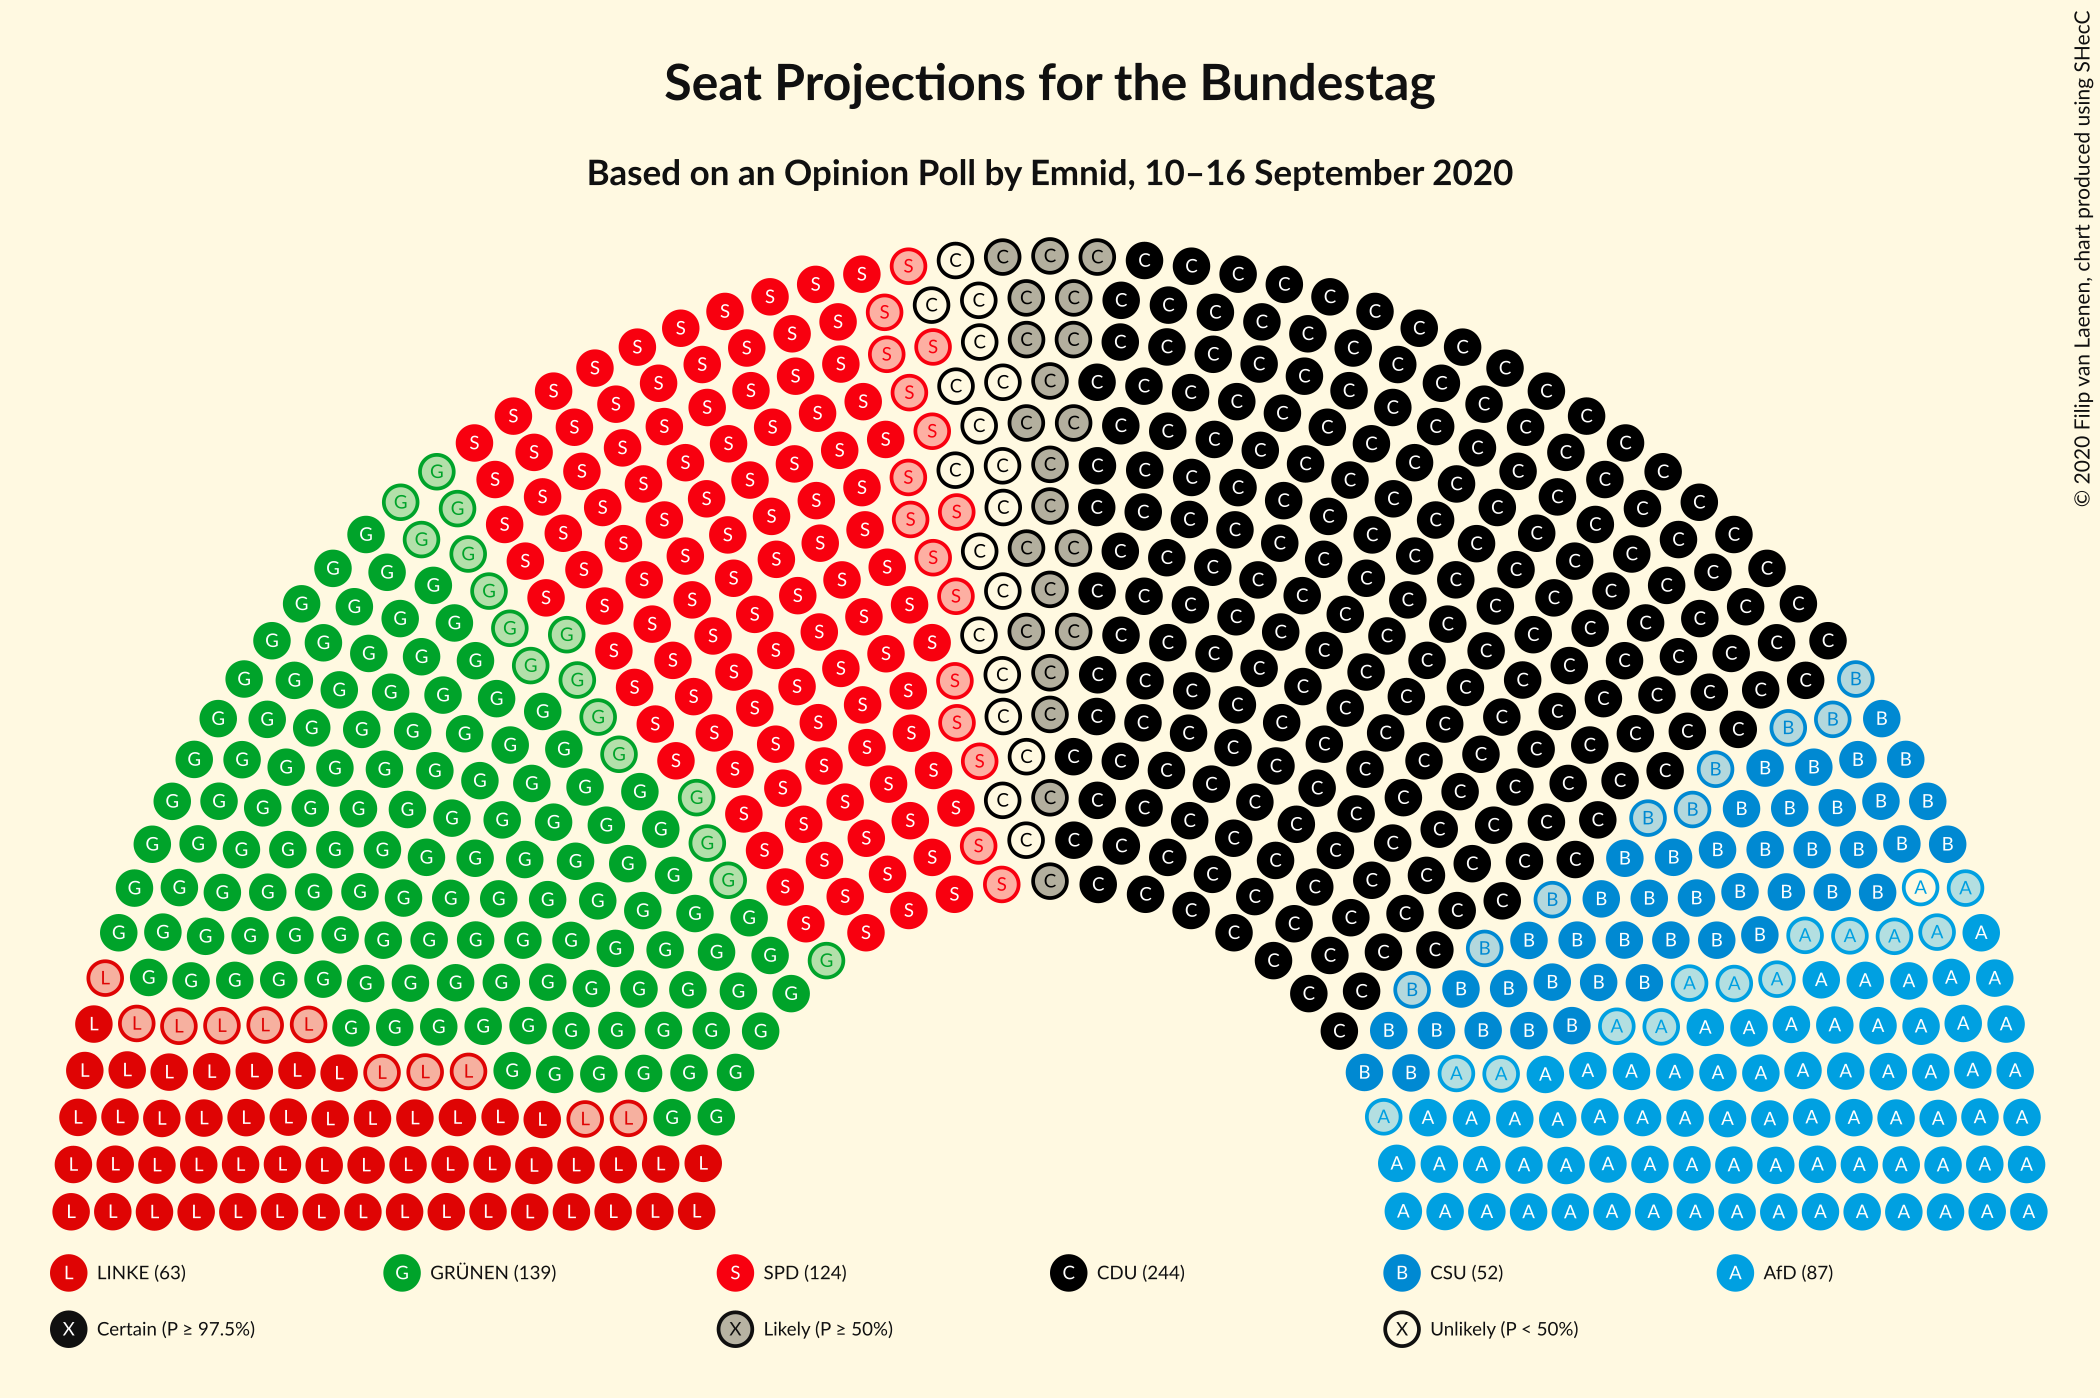 Seat Projections for the Bundestag
Based on an Opinion Poll by Emnid, 10–16 September 2020
© 2020 Filip van Laenen, chart produced using SHecC
L LINKE (63)
G GRÜNEN (139)
S SPD (124)
C CDU (244)
B CSU (52)
A AfD (87)
X Certain (P ≥ 97.5%)
X Likely (P ≥ 50%)
X Unlikely (P < 50%)